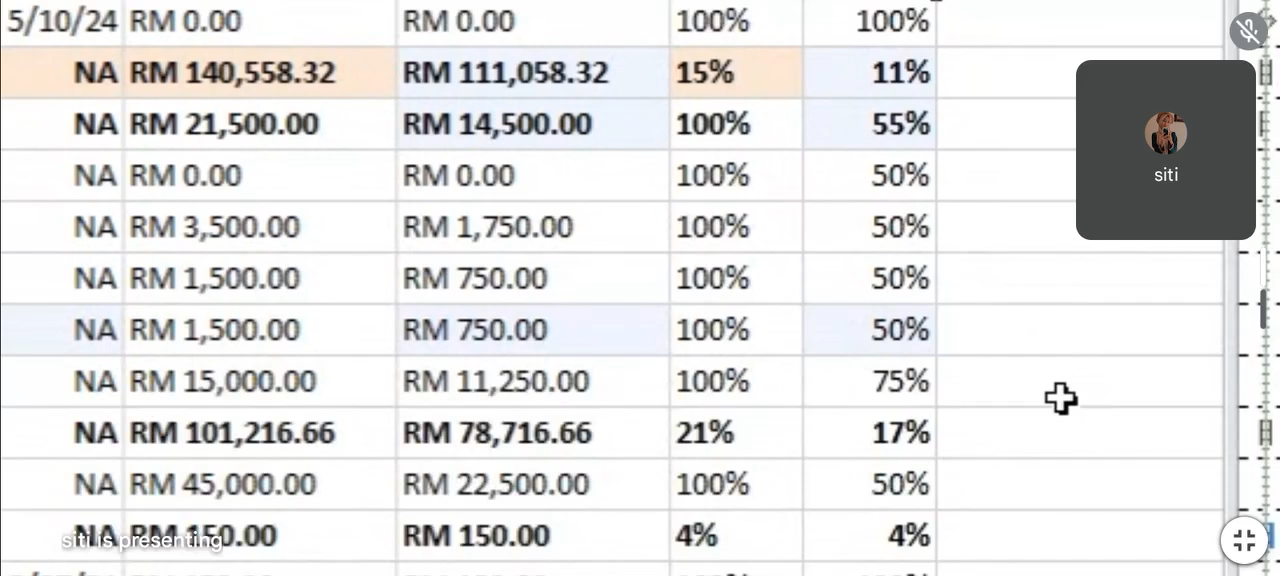 5/10/24 RM 0.00 RM 0.00 100% 100%
NA RM 140,558.32 RM 111,058.32 15% 11%
NA RM 21,500.00 RM 14,500.00 100% 55%
siti
NA RM 0.00 RM 0.00 100% 50%
NA RM 3,500.00 RM 1,750.00 100% 50%
NA RM 1,500.00 RM 750.00 100% 50%
NA RM 1,500.00 RM 750.00 100% 50%
NA RM 15,000.00 RM 11,250.00 100% 75%
NA RM 101,216.66 RM 78,716.66 21% 17%
NA RM 45,000.00 RM 22,500.00 100% 50%
NA RM 150.00 RM 150.00 4% 4%
siti is presenting